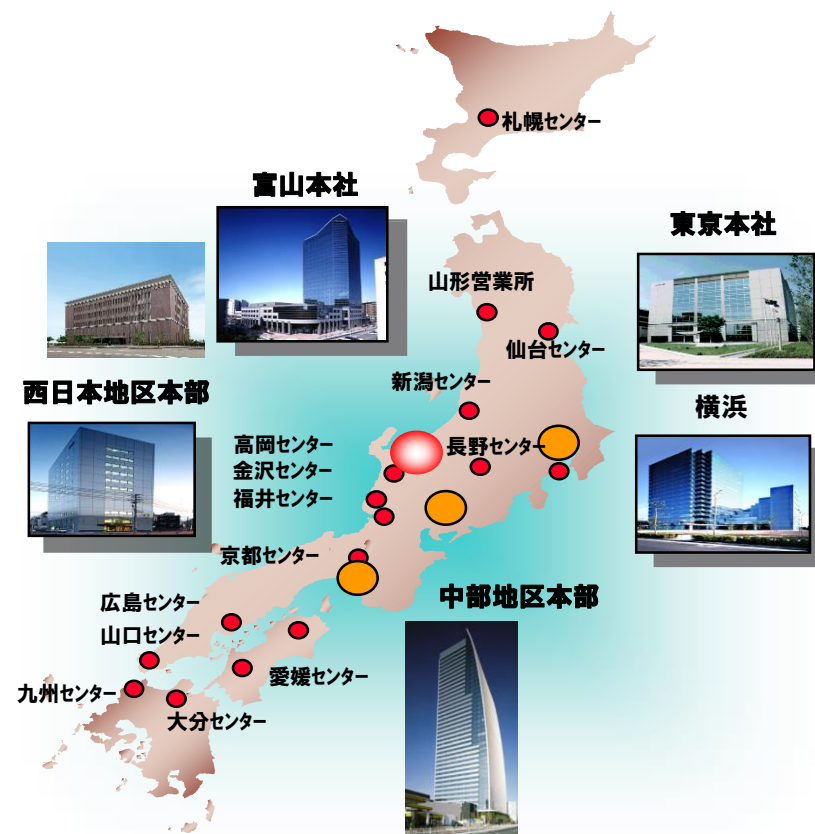 札幌センター
富山本社
東京本社
山形営業所
仙台センター
新潟センター
西日本地区本部
横浜
高岡センター
長野センター
金沢センター
福井センター
京都センター
中部地区本部
広島センター
山口センター
愛媛センター
九州センター
大分センター